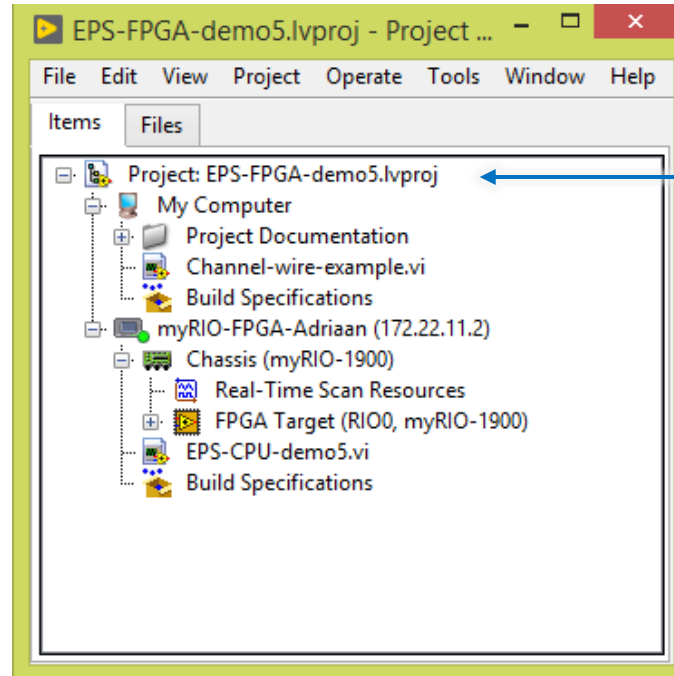 EPS-FPGA-demo5.lvproj - Project ...
File Edit View Project Operate Tools Window Help
Items Files
Project: EPS-FPGA-demo5.lvproj
My Computer
Project Documentation
Channel-wire-example.vi
Build Specifications
myRIO-FPGA-Adriaan (172.22.11.2)
Chassis (myRIO-1900)
Real-Time Scan Resources
FPGA Target (RIO0, myRIO-1900)
EPS-CPU-demo5.vi
Build Specifications